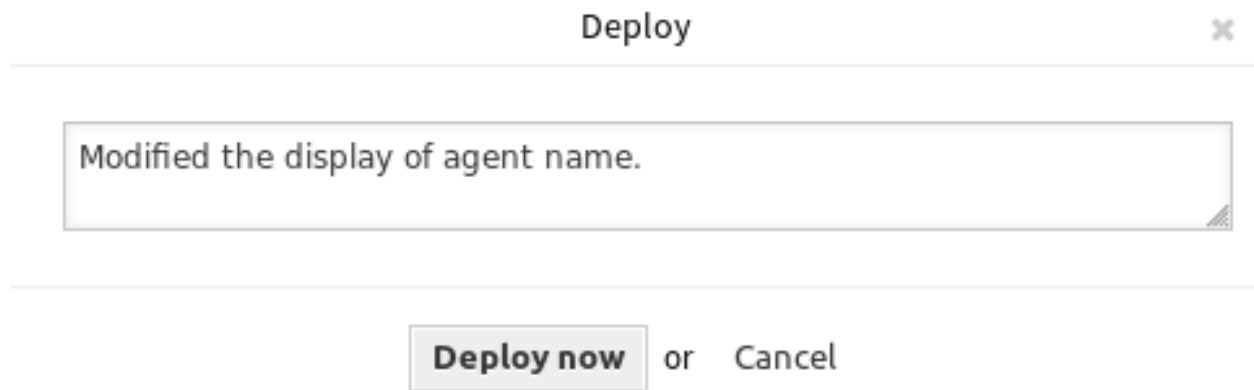 Deploy
Modified the display of agent name.
Deploy now or Cancel